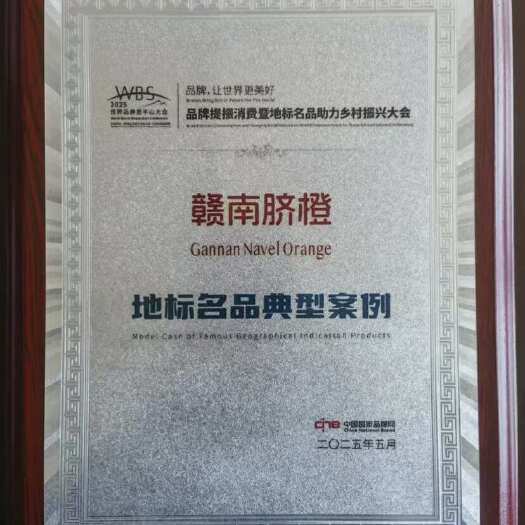 WBS
2025
世界品牌莫干山大会
品牌,让世界更美好
品牌提振消费暨地标名品助力乡村振兴大会
赣南脐橙
Gannan Navel Orange
地标名品典型案例
Model Case of Famous Geographical Indication Products
中国国家品牌网
China National Brand
二〇二五年五月